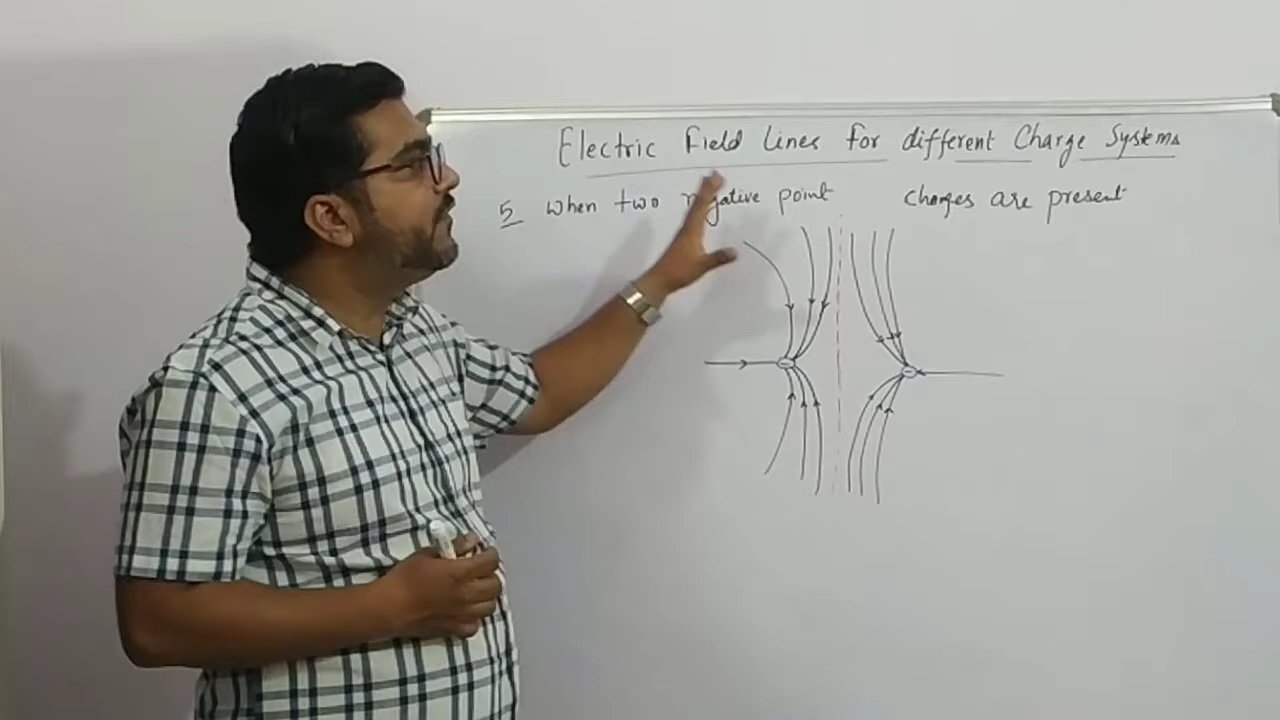 Electric Field Lines for different Charge Systems
5 When two negative point charges are present